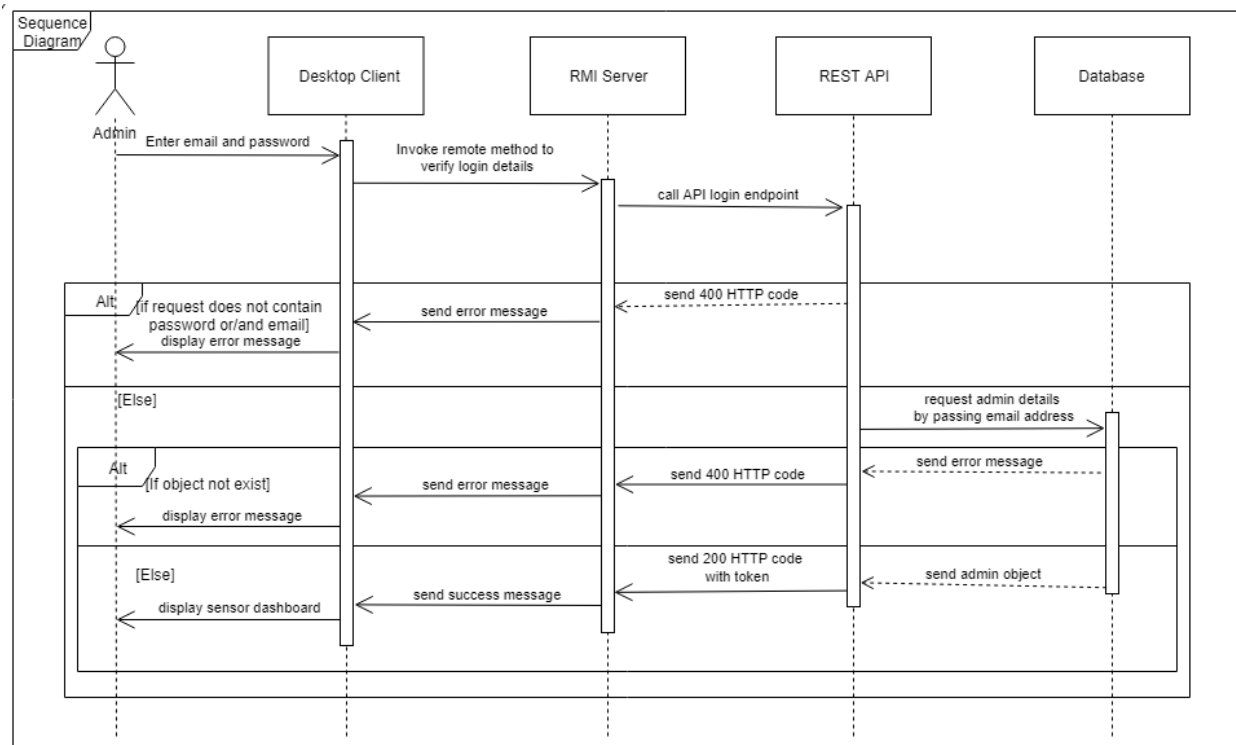 Sequence
Diagram
Desktop Client
RMI Server
REST API
Database
Admin
Enter email and password
Invoke remote method to
verify login details
call API login endpoint
Alt
[if request does not contain
password or/and email]
send 400 HTTP code
send error message
display error message
[Else]
request admin details
by passing email address
Alt
[If object not exist]
send error message
send 400 HTTP code
send error message
display error message
[Else]
send 200 HTTP code
with token
send admin object
send success message
display sensor dashboard